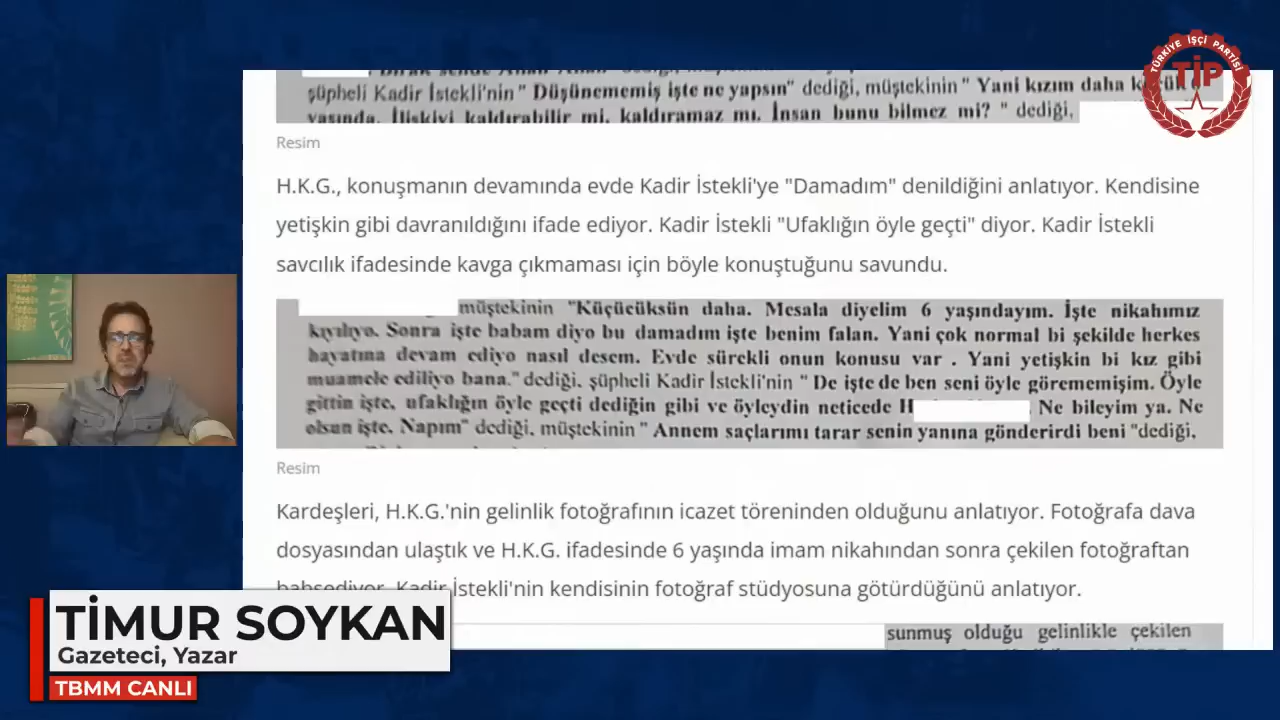 TÜRKİYE İŞÇİ PARTİSİ
TİP
şüpheli Kadir İstekli'nin " Düşünememiş işte ne yapsın" dediği, müştekinin " Yani kızım daha
yaşında. İlişkiyi kaldırabilir mi, kaldıramaz mı. İnsan bunu bilmez mi? " dediği,
Resim
H.K.G., konuşmanın devamında evde Kadir İstekli'ye "Damadım" denildiğini anlatıyor. Kendisine
yetişkin gibi davranıldığını ifade ediyor. Kadir İstekli "Ufaklığın öyle geçti" diyor. Kadir İstekli
savcılık ifadesinde kavga çıkmaması için böyle konuştuğunu savundu.
müştekinin "Küçücüksün daha. Mesala diyelim 6 yaşındayım. İşte nikahımız
kıyılıyo. Sonra işte babam diyo bu damadım işte benim falan. Yani çok normal bi şekilde herkes
hayatına devam ediyo nasıl desem. Evde sürekli onun konusu var . Yani yetişkin bi kız gibi
muamele ediliyo bana." dediği, şüpheli Kadir İstekli'nin " De işte de ben seni öyle görememişim. Öyle
gittin işte, ufaklığın öyle geçti dediğin gibi ve öyleydin neticede H Ne bileyim ya. Ne
olsun işte. Napım" dediği, müştekinin " Annem saçlarımı tarar senin yanına gönderirdi beni "dediği,
Resim
Kardeşleri, H.K.G.'nin gelinlik fotoğrafının icazet töreninden olduğunu anlatıyor. Fotoğrafa dava
dosyasından ulaştık ve H.K.G. ifadesinde 6 yaşında imam nikahından sonra çekilen fotoğraftan
bahsediyor. Kadir İstekli'nin kendisinin fotoğraf stüdyosuna götürdüğünü anlatıyor.
sunmuş olduğu gelinlikle çekilen
TİMUR SOYKAN
Gazeteci, Yazar
TBMM CANLI